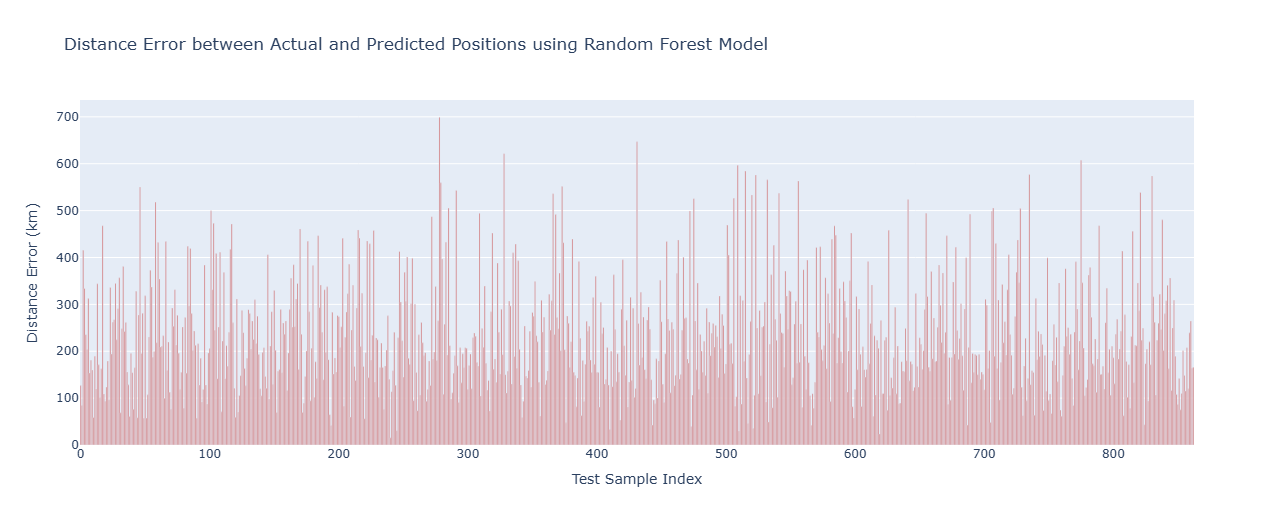 Distance Error between Actual and Predicted Positions using Random Forest Model
700
600
500
400
300
200
100
0
Distance Error (km)
0 100 200 300 400 500 600 700 800
Test Sample Index